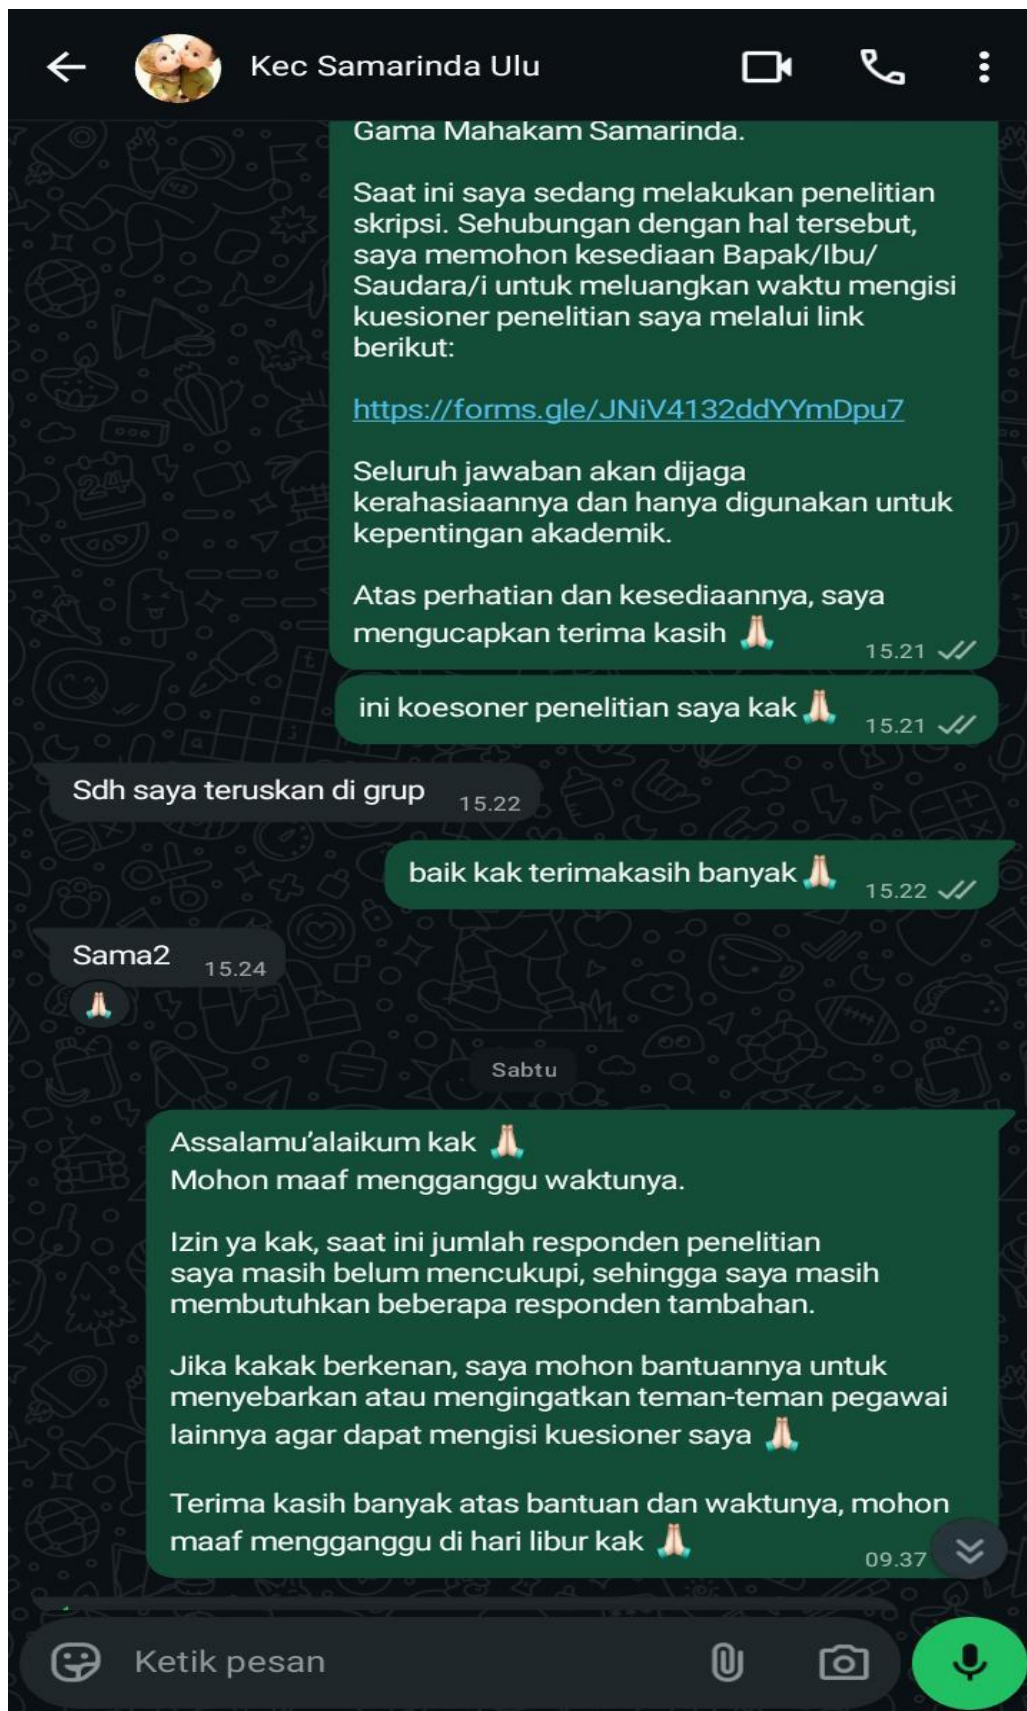 Kec Samarinda Ulu
Gama Mahakam Samarinda.
Saat ini saya sedang melakukan penelitian
skripsi. Sehubungan dengan hal tersebut,
saya memohon kesediaan Bapak/Ibu/
Saudara/i untuk meluangkan waktu mengisi
kuesioner penelitian saya melalui link
berikut:
https://forms.gle/JNiV4132ddYYmDpu7
Seluruh jawaban akan dijaga
kerahasiaannya dan hanya digunakan untuk
kepentingan akademik.
Atas perhatian dan kesediaannya, saya
mengucapkan terima kasih 🙏🏻
15.21
ini koesoner penelitian saya kak 🙏🏻 15.21
Sdh saya teruskan di grup 15.22
baik kak terimakasih banyak 🙏🏻 15.22
Sama2 15.24
🙏🏻
Sabtu
Assalamu’alaikum kak 🙏🏻
Mohon maaf mengganggu waktunya.
Izin ya kak, saat ini jumlah responden penelitian
saya masih belum mencukupi, sehingga saya masih
membutuhkan beberapa responden tambahan.
Jika kakak berkenan, saya mohon bantuannya untuk
menyebarkan atau mengingatkan teman-teman pegawai
lainnya agar dapat mengisi kuesioner saya 🙏🏻
Terima kasih banyak atas bantuan dan waktunya, mohon
maaf mengganggu di hari libur kak 🙏🏻
09.37
Ketik pesan